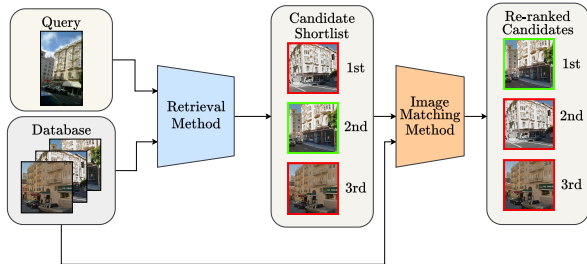 Query
Database
Retrieval
Method
Candidate
Shortlist
1st
2nd
3rd
Image
Matching
Method
Re-ranked
Candidates
1st
2nd
3rd